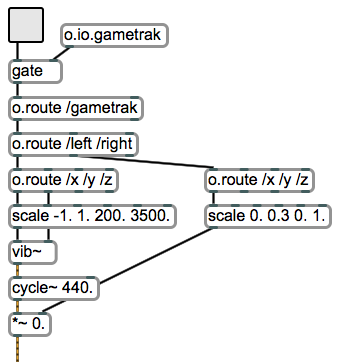 o.io.gametrak
gate
o.route /gametrak
o.route /left /right
o.route /x /y /z
o.route /x /y /z
scale -1. 1. 200. 3500.
scale 0. 0.3 0. 1.
vib~
cycle~ 440.
*~ 0.